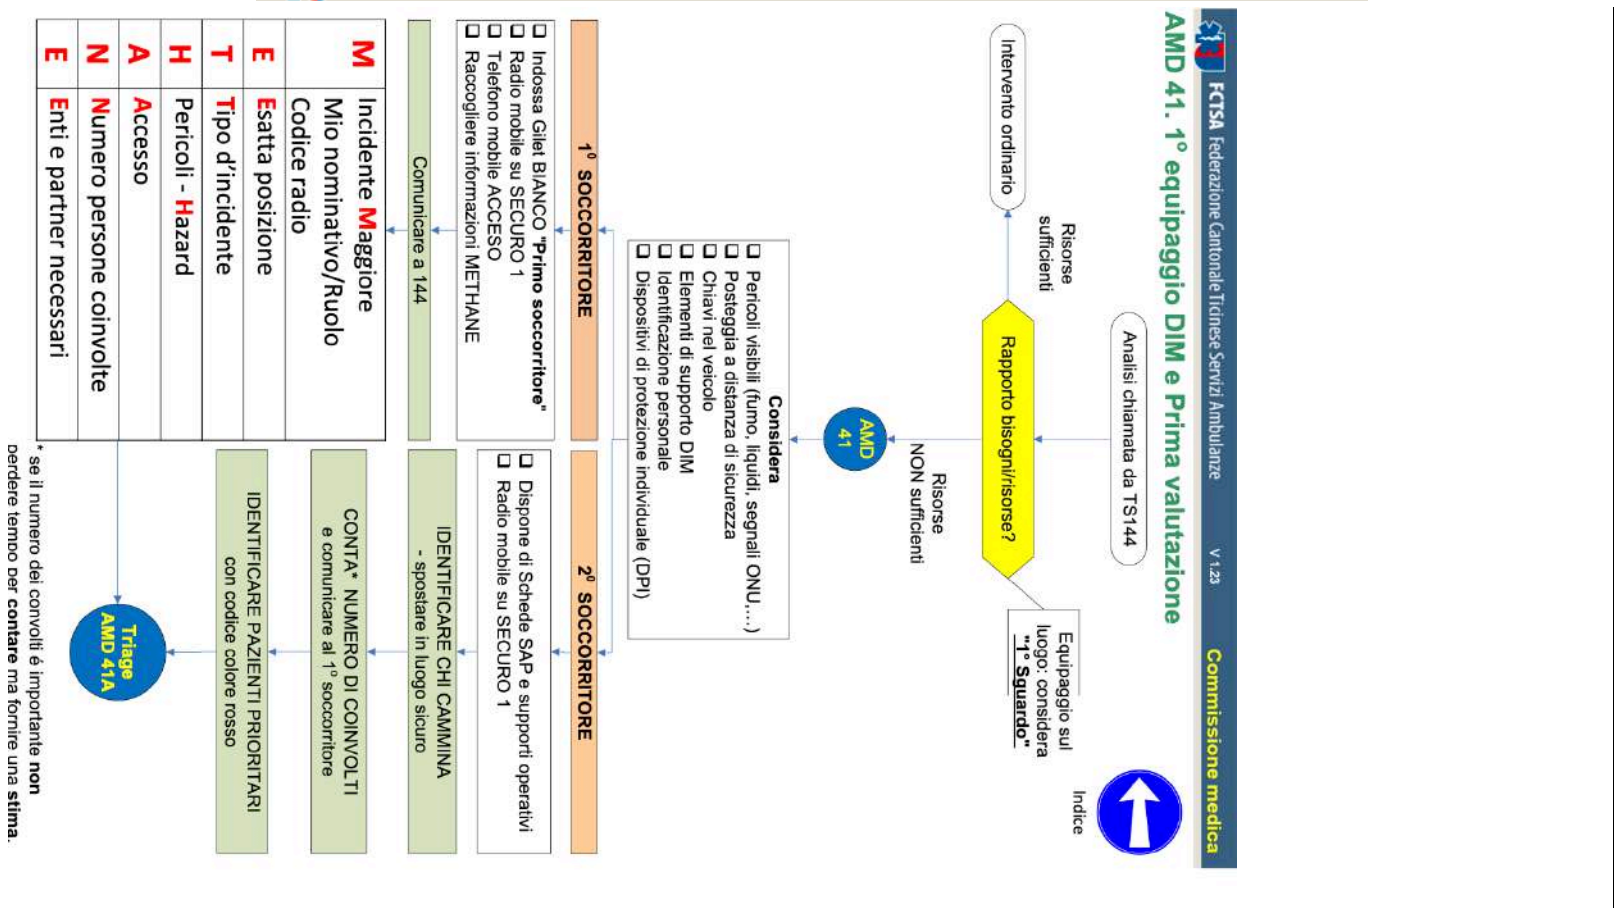 FCTSA Federazione Cantonale Ticinese Servizi Ambulanze
V 1.23
Commissione medica
AMD 41. 1° equipaggio DIM e Prima valutazione
Indice
Analisi chiamata da TS144
Intervento ordinario
Risorse
sufficienti
Rapporto bisogni/risorse?
Equipaggio sul
luogo: considera
"1° Sguardo"
Risorse
NON sufficienti
AMD
41
Considera
❑ Pericoli visibili (fumo, liquidi, segnali ONU,…)
❑ Posteggia a distanza di sicurezza
❑ Chiavi nel veicolo
❑ Elementi di supporto DIM
❑ Identificazione personale
❑ Dispositivi di protezione individuale (DPI)
1⁰ SOCCORRITORE
❑ Indossa Gilet BIANCO "Primo soccorritore"
❑ Radio mobile su SECURO 1
❑ Telefono mobile ACCESO
❑ Raccogliere informazioni METHANE
Comunicare a 144
M Incidente Maggiore
Mio nominativo/Ruolo
Codice radio
E Esatta posizione
T Tipo d'incidente
H Pericoli - Hazard
A Accesso
N Numero persone coinvolte
E Enti e partner necessari
2⁰ SOCCORRITORE
❑ Dispone di Schede SAP e supporti operativi
❑ Radio mobile su SECURO 1
IDENTIFICARE CHI CAMMINA
- spostare in luogo sicuro
CONTA* NUMERO DI COINVOLTI
e comunicare al 1⁰ soccorritore
IDENTIFICARE PAZIENTI PRIORITARI
con codice colore rosso
Triage
AMD 41A
* se il numero dei convolti é importante non
perdere tempo per contare ma fornire una stima.